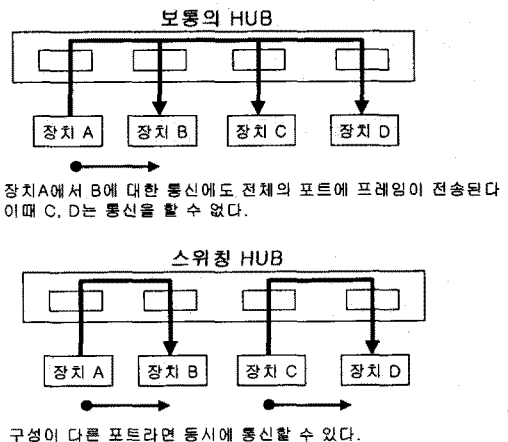 보통의 HUB
장치 A
장치 B
장치 C
장치 D
장치A에서 B에 대한 통신에도 전체의 포트에 프레임이 전송된다
이때 C, D는 통신을 할 수 없다.
스위칭 HUB
장치 A
장치 B
장치 C
장치 D
구성이 다른 포트라면 동시에 통신할 수 있다.